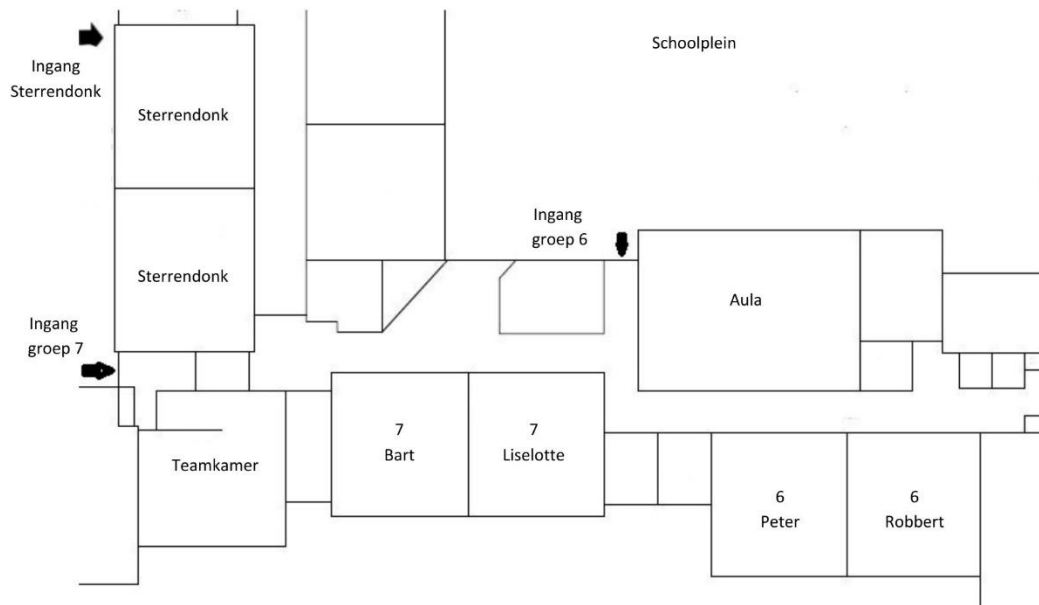 Schoolplein
Ingang
Sterrendonk
Sterrendonk
Sterrendonk
Ingang
groep 6
Aula
Ingang
groep 7
Teamkamer
7
Bart
7
Liselotte
6
Peter
6
Robbert